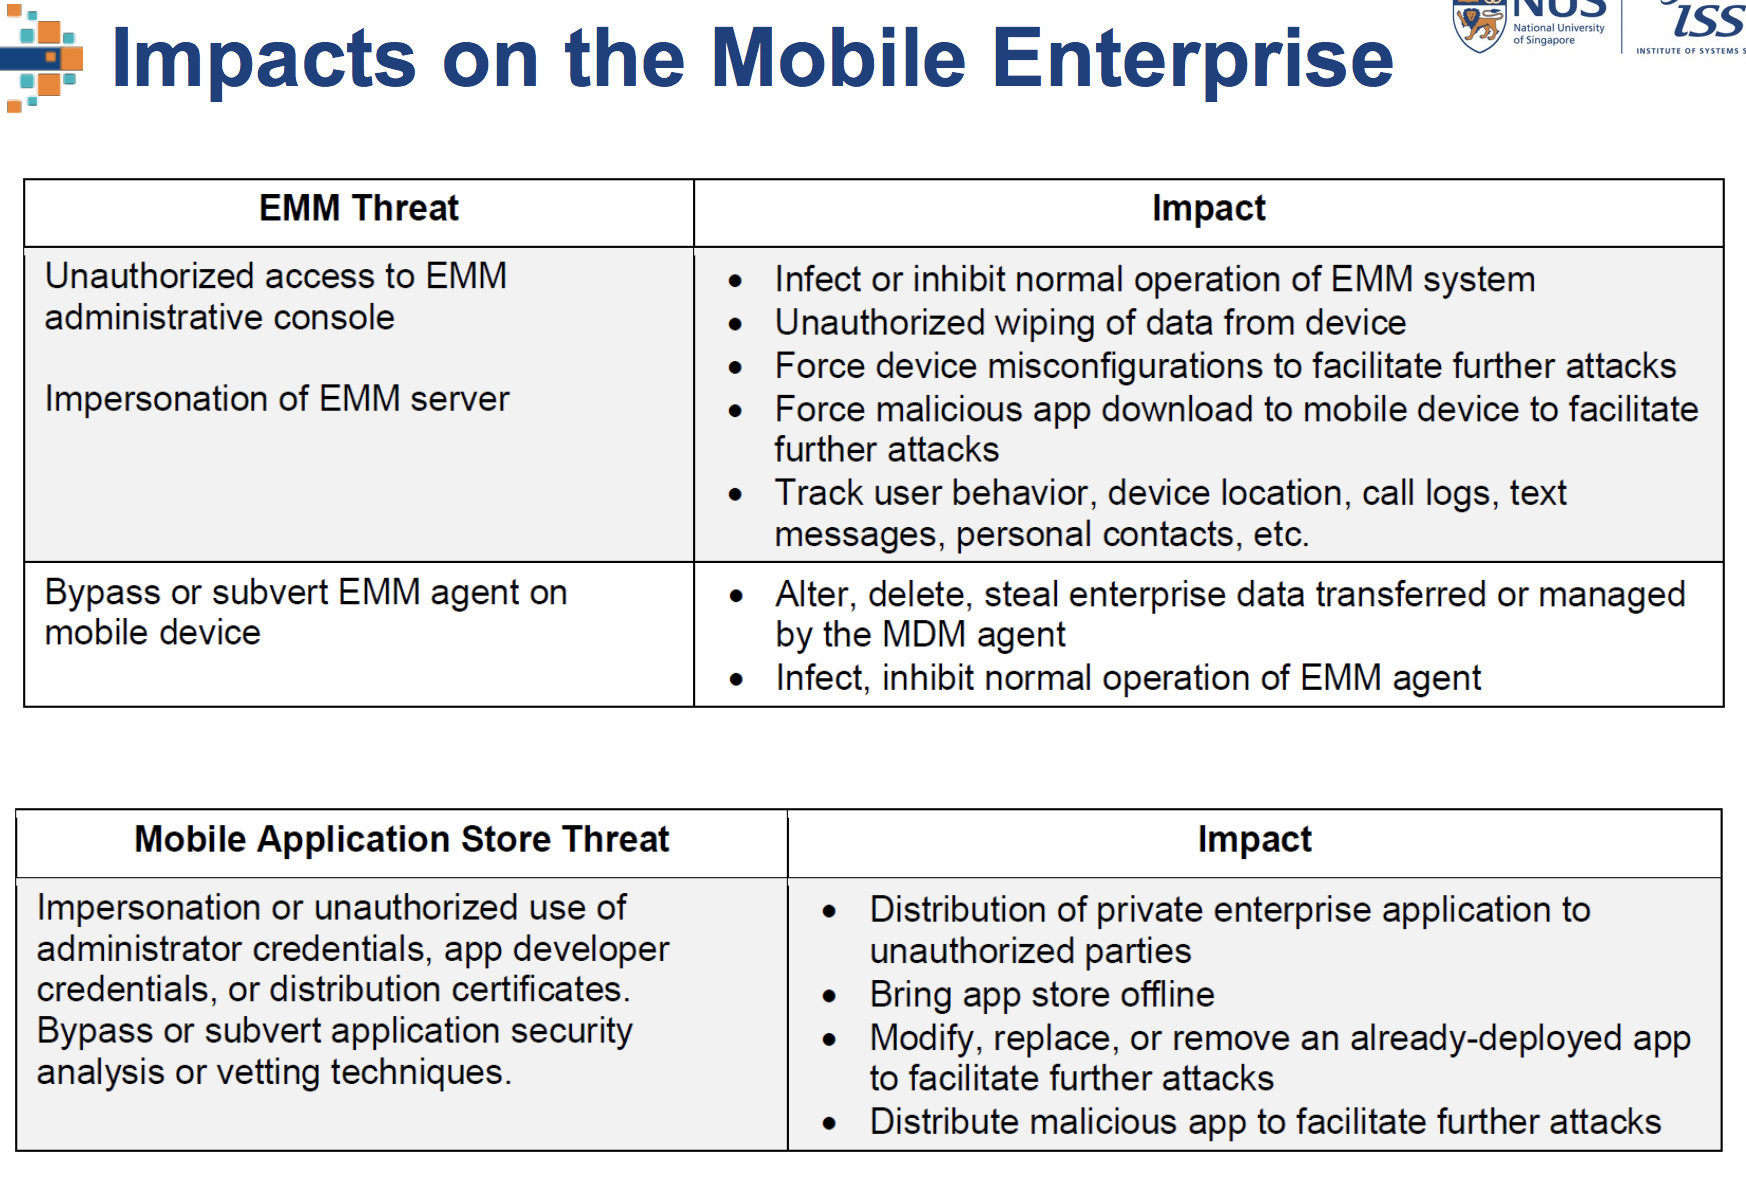 Impacts on the Mobile Enterprise
NUS
National University
of Singapore
iss
INSTITUTE OF SYSTEMS
EMM Threat
Impact
Unauthorized access to EMM
administrative console
Impersonation of EMM server
• Infect or inhibit normal operation of EMM system
• Unauthorized wiping of data from device
• Force device misconfigurations to facilitate further attacks
• Force malicious app download to mobile device to facilitate
further attacks
• Track user behavior, device location, call logs, text
messages, personal contacts, etc.
Bypass or subvert EMM agent on
mobile device
• Alter, delete, steal enterprise data transferred or managed
by the MDM agent
• Infect, inhibit normal operation of EMM agent
Mobile Application Store Threat
Impact
Impersonation or unauthorized use of
administrator credentials, app developer
credentials, or distribution certificates.
Bypass or subvert application security
analysis or vetting techniques.
• Distribution of private enterprise application to
unauthorized parties
• Bring app store offline
• Modify, replace, or remove an already-deployed app
to facilitate further attacks
• Distribute malicious app to facilitate further attacks